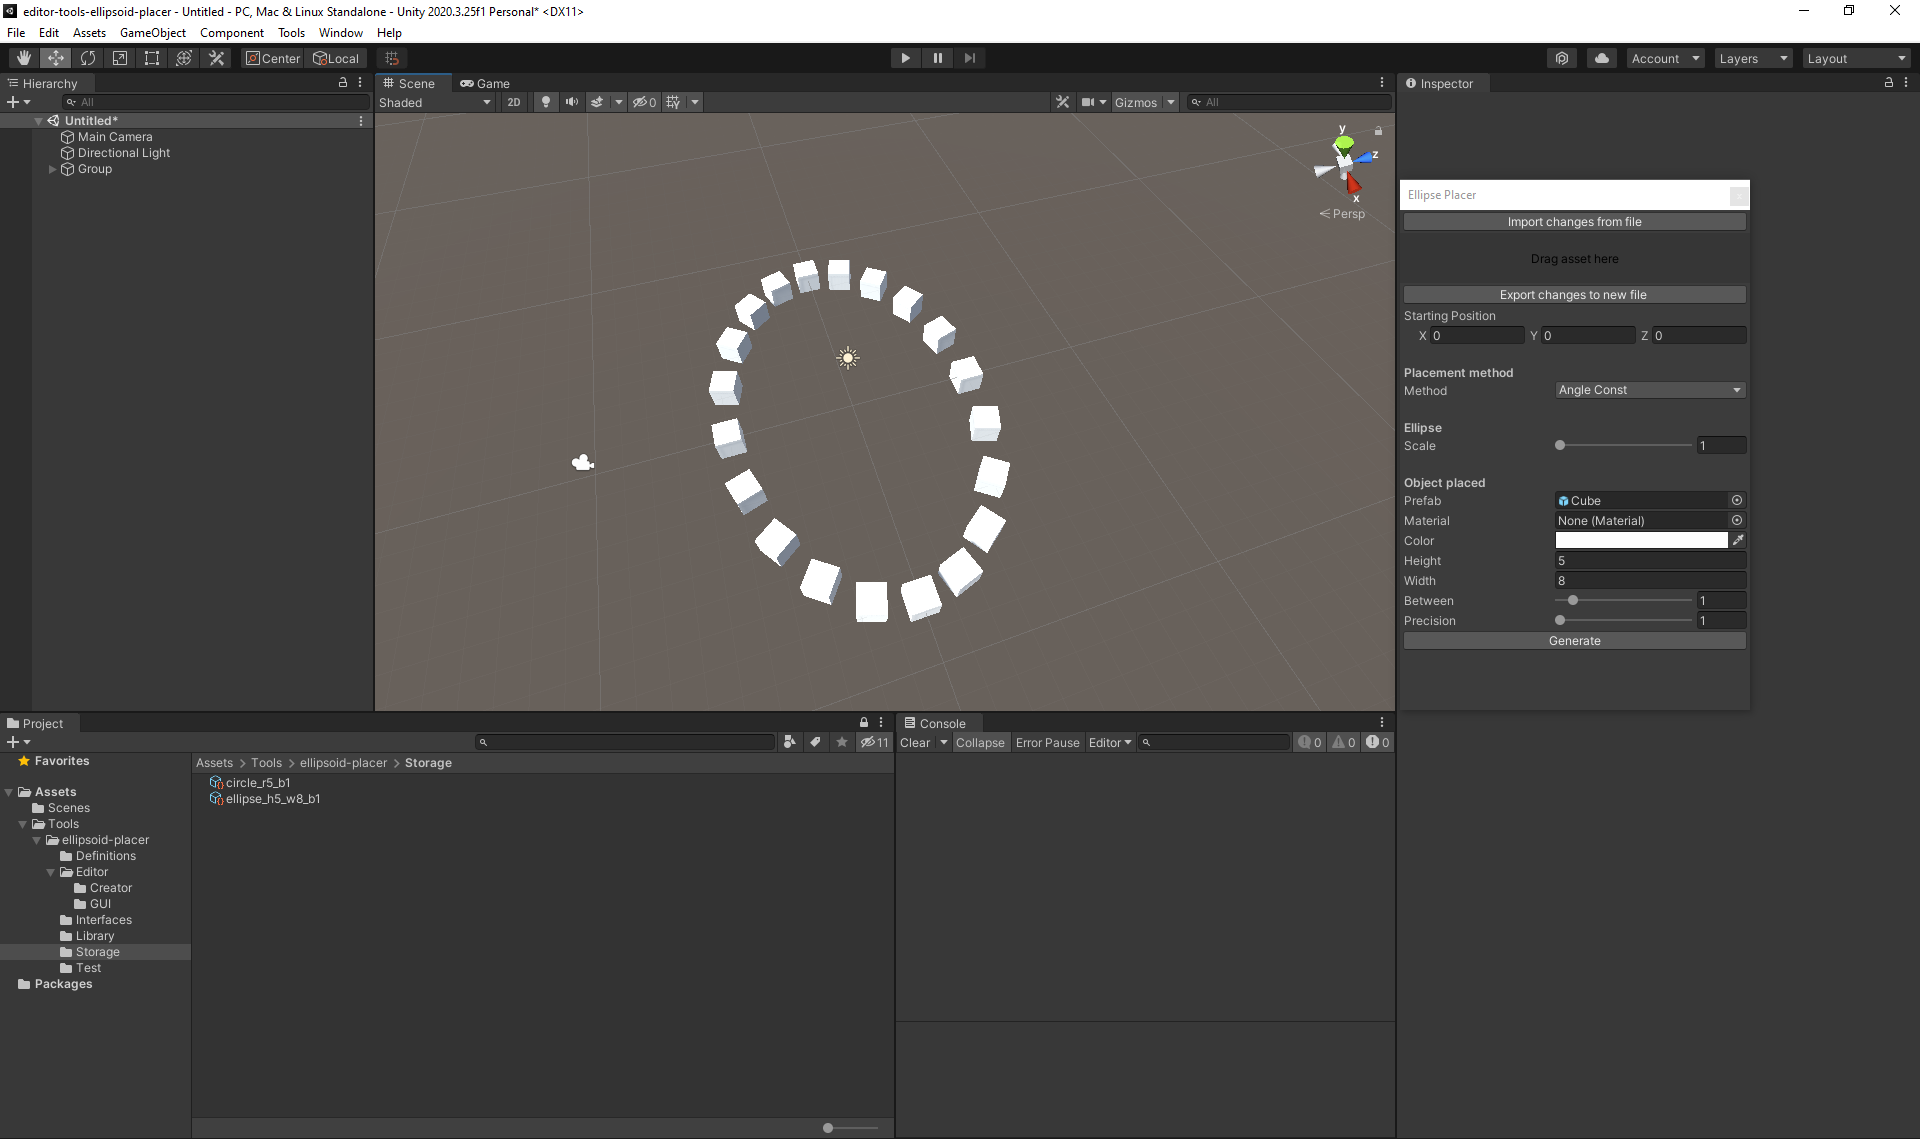 editor-tools-ellipsoid-placer - Untitled - PC, Mac & Linux Standalone - Unity 2020.3.25f1 Personal* <DX11>
File Edit Assets GameObject Component Tools Window Help
Center Local Account Layers Layout
Hierarchy
All
Untitled*
Main Camera
Directional Light
Group
Scene Game
Shaded 2D 0 Gizmos All
y
z
x
Persp
Inspector
Ellipse Placer
Import changes from file
Drag asset here
Export changes to new file
Starting Position
X 0 Y 0 Z 0
Placement method
Method Angle Const
Ellipse
Scale 1
Object placed
Prefab Cube
Material None (Material)
Color
Height 5
Width 8
Between 1
Precision 1
Generate
Project
11
Favorites
Assets
Scenes
Tools
ellipsoid-placer
Definitions
Editor
Creator
GUI
Interfaces
Library
Storage
Test
Packages
Assets > Tools > ellipsoid-placer > Storage
circle_r5_b1
ellipse_h5_w8_b1
Console
Clear Collapse Error Pause Editor 0 0 0